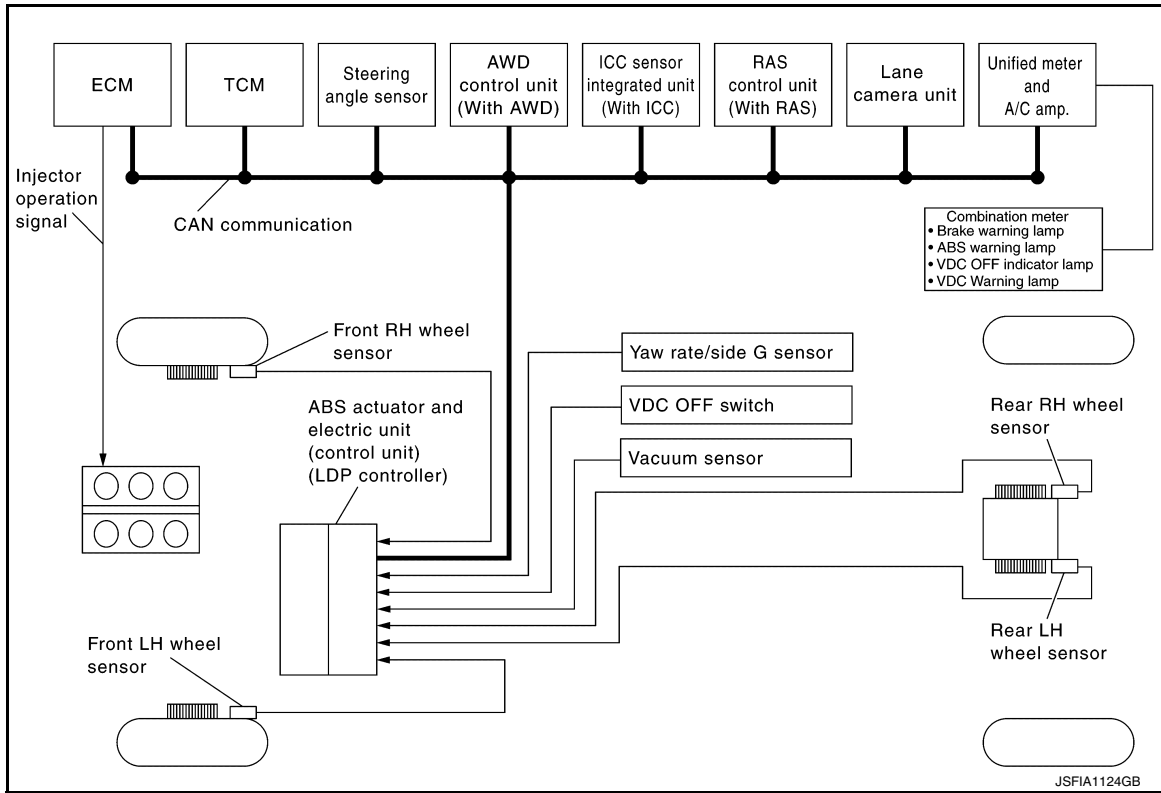 ECM
TCM
Steering
angle sensor
AWD
control unit
(With AWD)
ICC sensor
integrated unit
(With ICC)
RAS
control unit
(With RAS)
Lane
camera unit
Unified meter
and
A/C amp.
Injector
operation
signal
CAN communication
Combination meter
• Brake warning lamp
• ABS warning lamp
• VDC OFF indicator lamp
• VDC Warning lamp
Front RH wheel
sensor
Yaw rate/side G sensor
VDC OFF switch
Vacuum sensor
ABS actuator and
electric unit
(control unit)
(LDP controller)
Rear RH wheel
sensor
Front LH wheel
sensor
Rear LH
wheel sensor
JSFIA1124GB